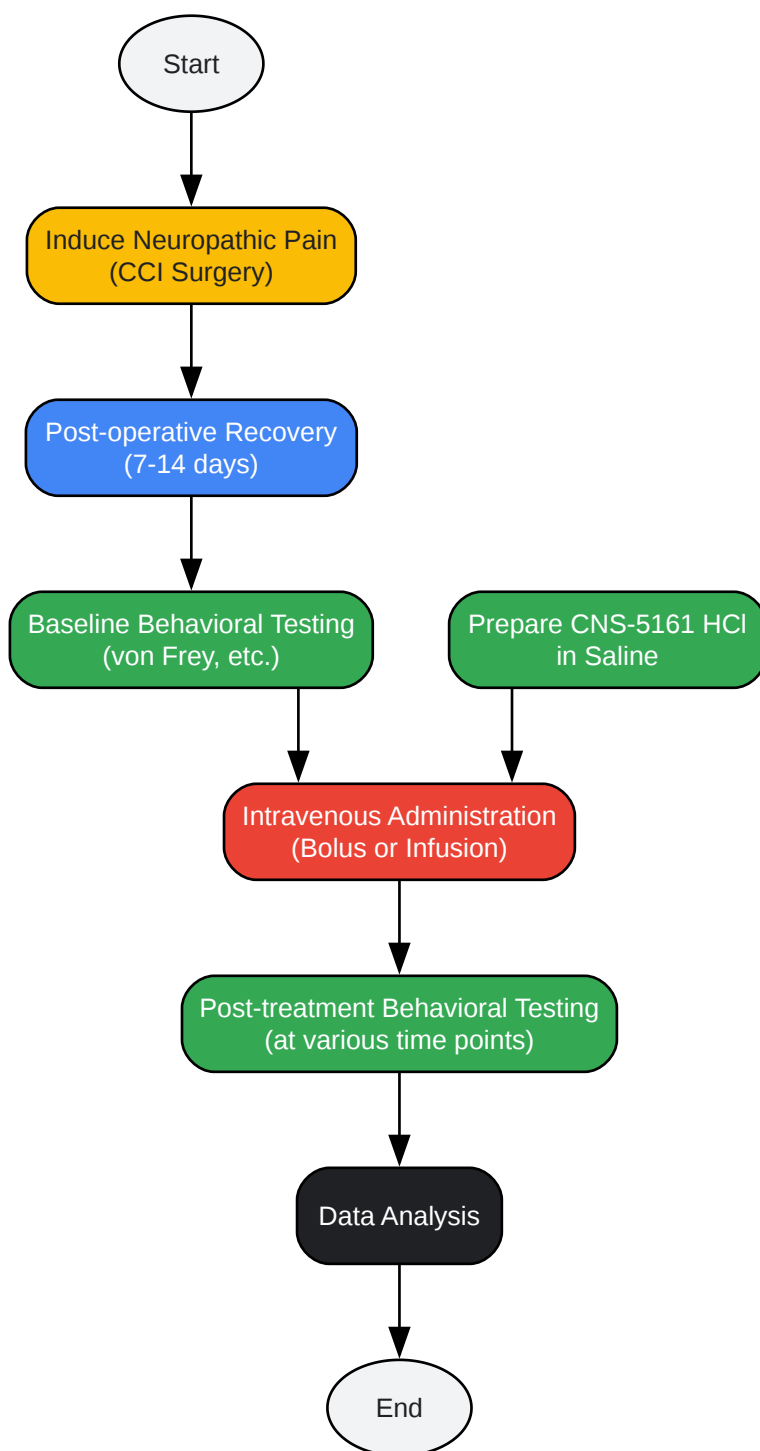 Start
Induce Neuropathic Pain
(CCI Surgery)
Post-operative Recovery
(7-14 days)
Baseline Behavioral Testing
(von Frey, etc.)
Prepare CNS-5161 HCl
in Saline
Intravenous Administration
(Bolus or Infusion)
Post-treatment Behavioral Testing
(at various time points)
Data Analysis
End